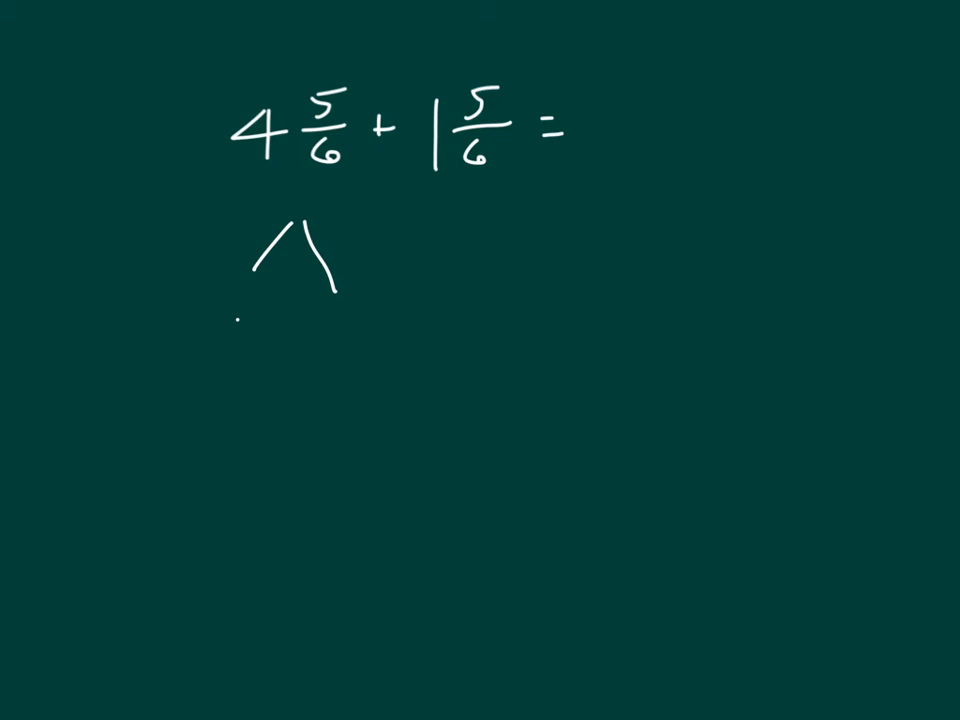 4 5/6 + 1 5/6 =